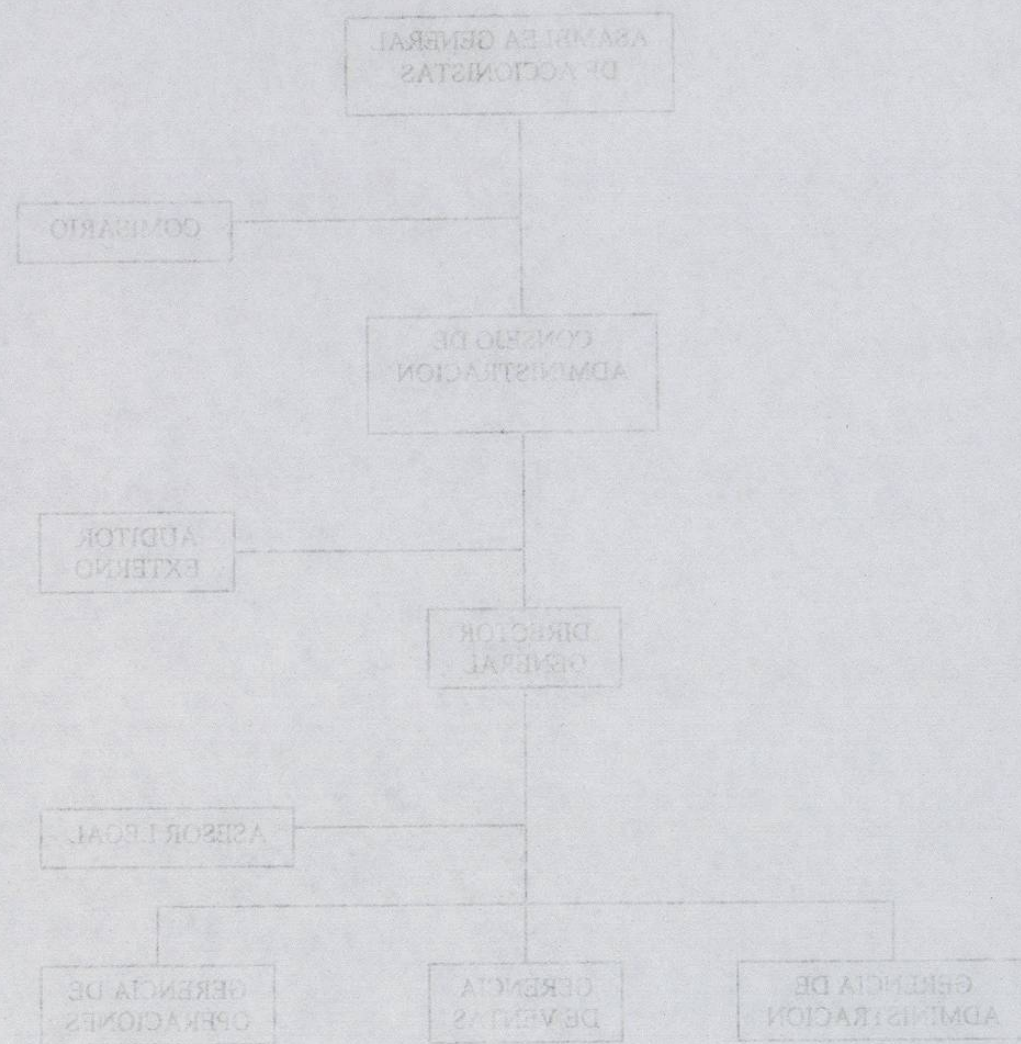 ASAMBLEA GENERAL
DE ACCIONISTAS
COMISARIO
CONSEJO DE
ADMINISTRACION
AUDITOR
EXTERNO
DIRECTOR
GENERAL
ASESOR LEGAL
GERENCIA DE
OPERACIONES
GERENCIA
DE VENTAS
GERENCIA DE
ADMINISTRACION